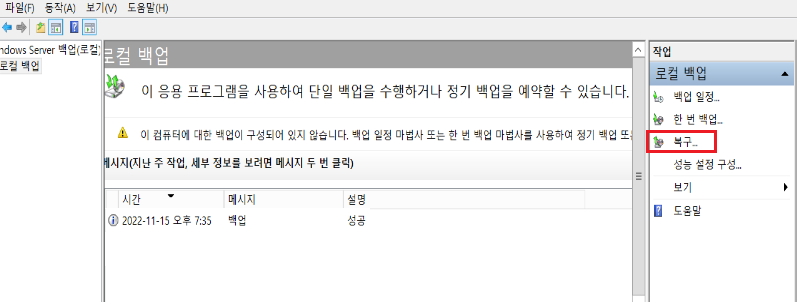 파일(F) 동작(A) 보기(V) 도움말(H)
ndows Server 백업(로컬)
로컬 백업
로컬 백업
이 응용 프로그램을 사용하여 단일 백업을 수행하거나 정기 백업을 예약할 수 있습니다.
이 컴퓨터에 대한 백업이 구성되어 있지 않습니다. 백업 일정 마법사 또는 한 번 백업 마법사를 사용하여 정기 백업 또는
메시지(지난 주 작업, 세부 정보를 보려면 메시지 두 번 클릭)
시간 메시지 설명
2022-11-15 오후 7:35 백업 성공
작업
로컬 백업
백업 일정...
한 번 백업...
복구...
성능 설정 구성...
보기
도움말